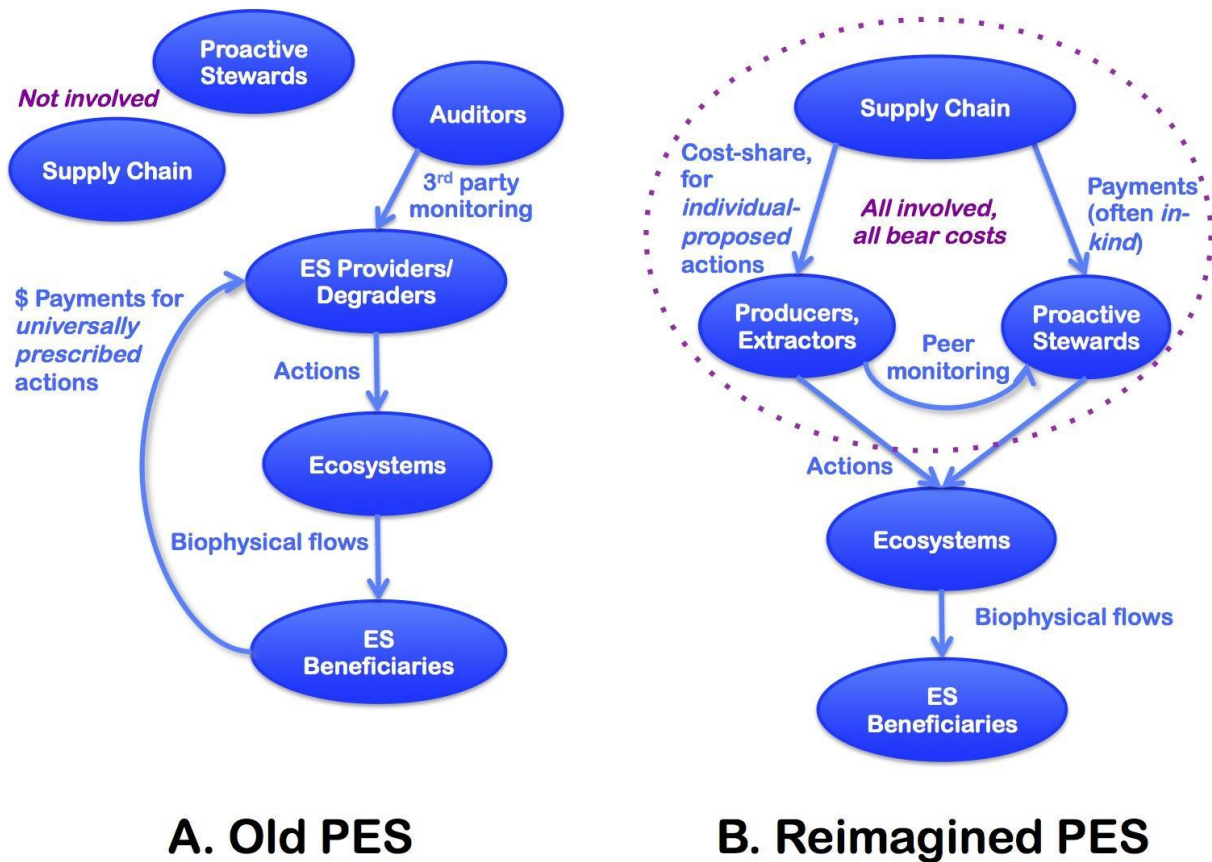 Proactive
Stewards
Not involved
Supply Chain
Auditors
3rd party
monitoring
ES Providers/
Degraders
$ Payments for
universally
prescribed
actions
Actions
Ecosystems
Biophysical flows
ES
Beneficiaries
A. Old PES
Supply Chain
Cost-share,
for
individual-
proposed
actions
All involved,
all bear costs
Payments
(often in-
kind)
Producers,
Extractors
Proactive
Stewards
Peer
monitoring
Actions
Ecosystems
Biophysical flows
ES
Beneficiaries
B. Reimagined PES